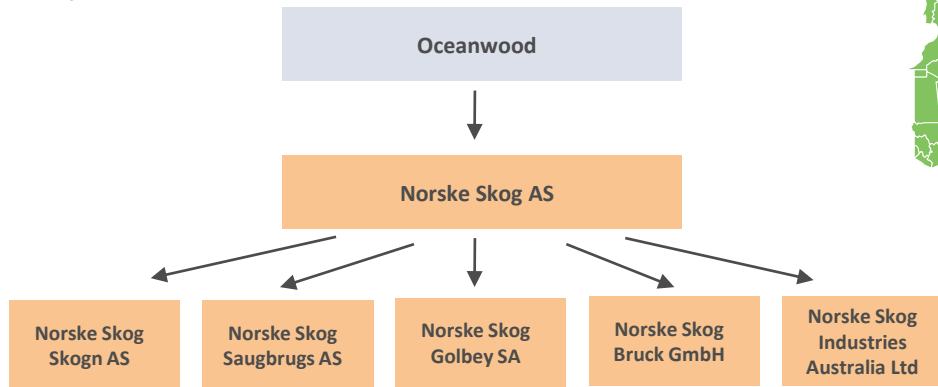 Oceanwood
Norske Skog AS
Norske Skog
Skogn AS
Norske Skog
Saugbrugs AS
Norske Skog
Golbey SA
Norske Skog
Bruck GmbH
Norske Skog
Industries
Australia Ltd